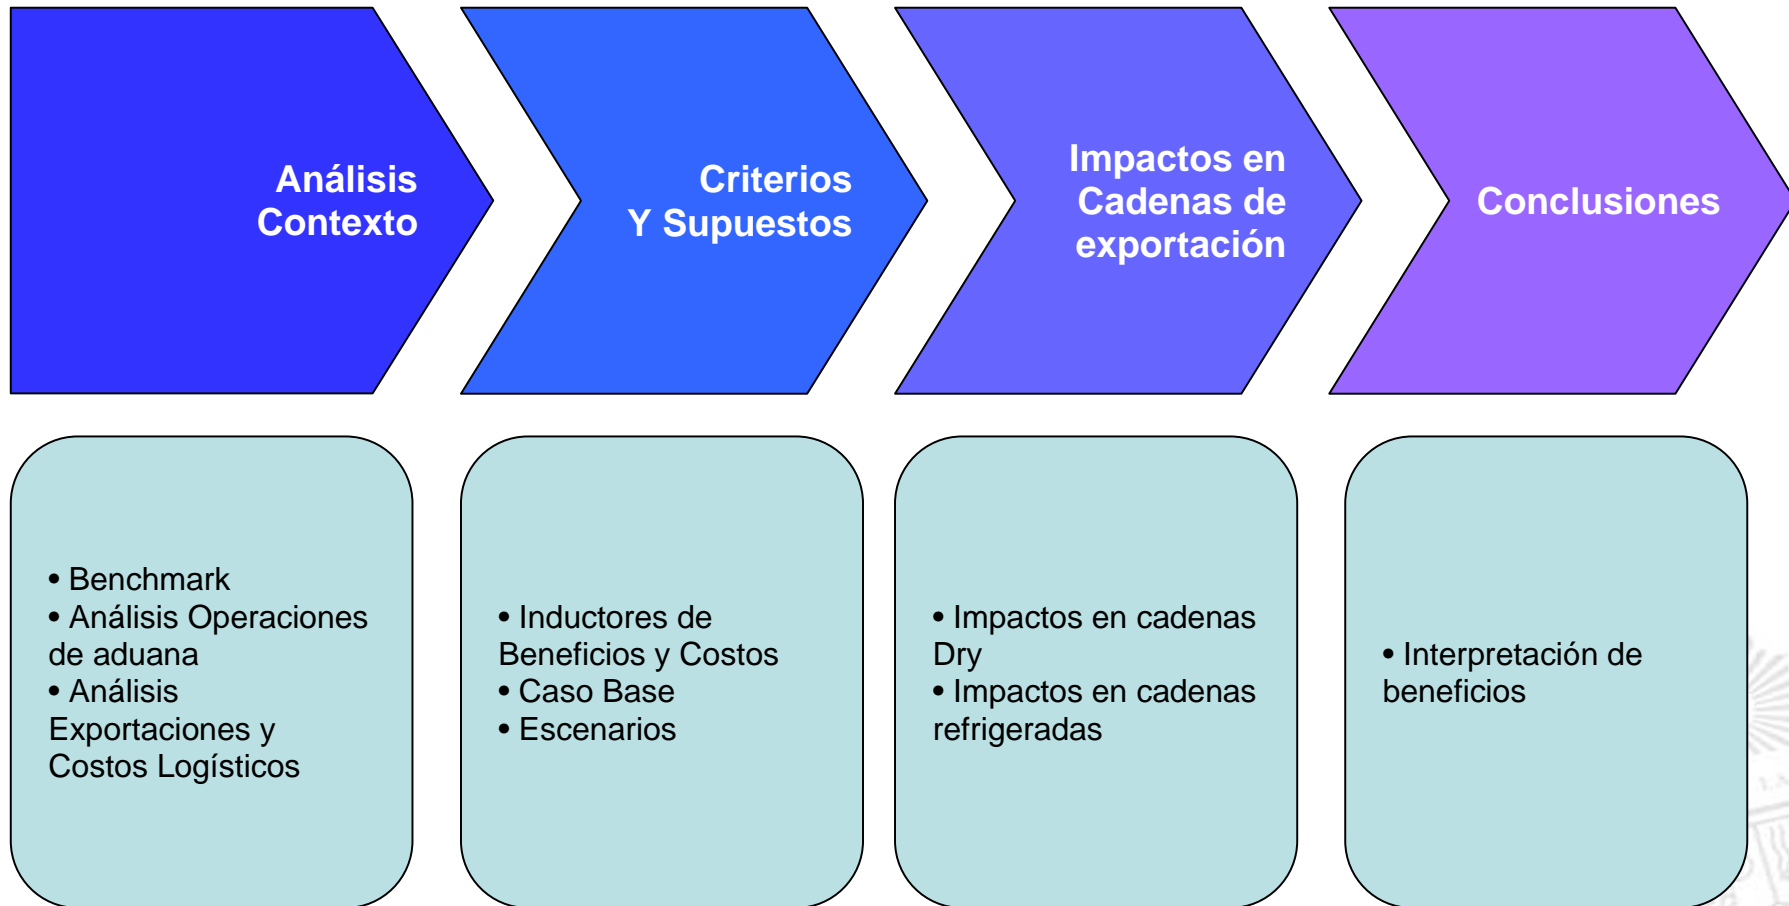 Análisis
Contexto
Criterios
Y Supuestos
Impactos en
Cadenas de
exportación
Conclusiones
• Benchmark
• Análisis Operaciones
de aduana
• Análisis
Exportaciones y
Costos Logísticos
• Inductores de
Beneficios y Costos
• Caso Base
• Escenarios
• Impactos en cadenas
Dry
• Impactos en cadenas
refrigeradas
• Interpretación de
beneficios